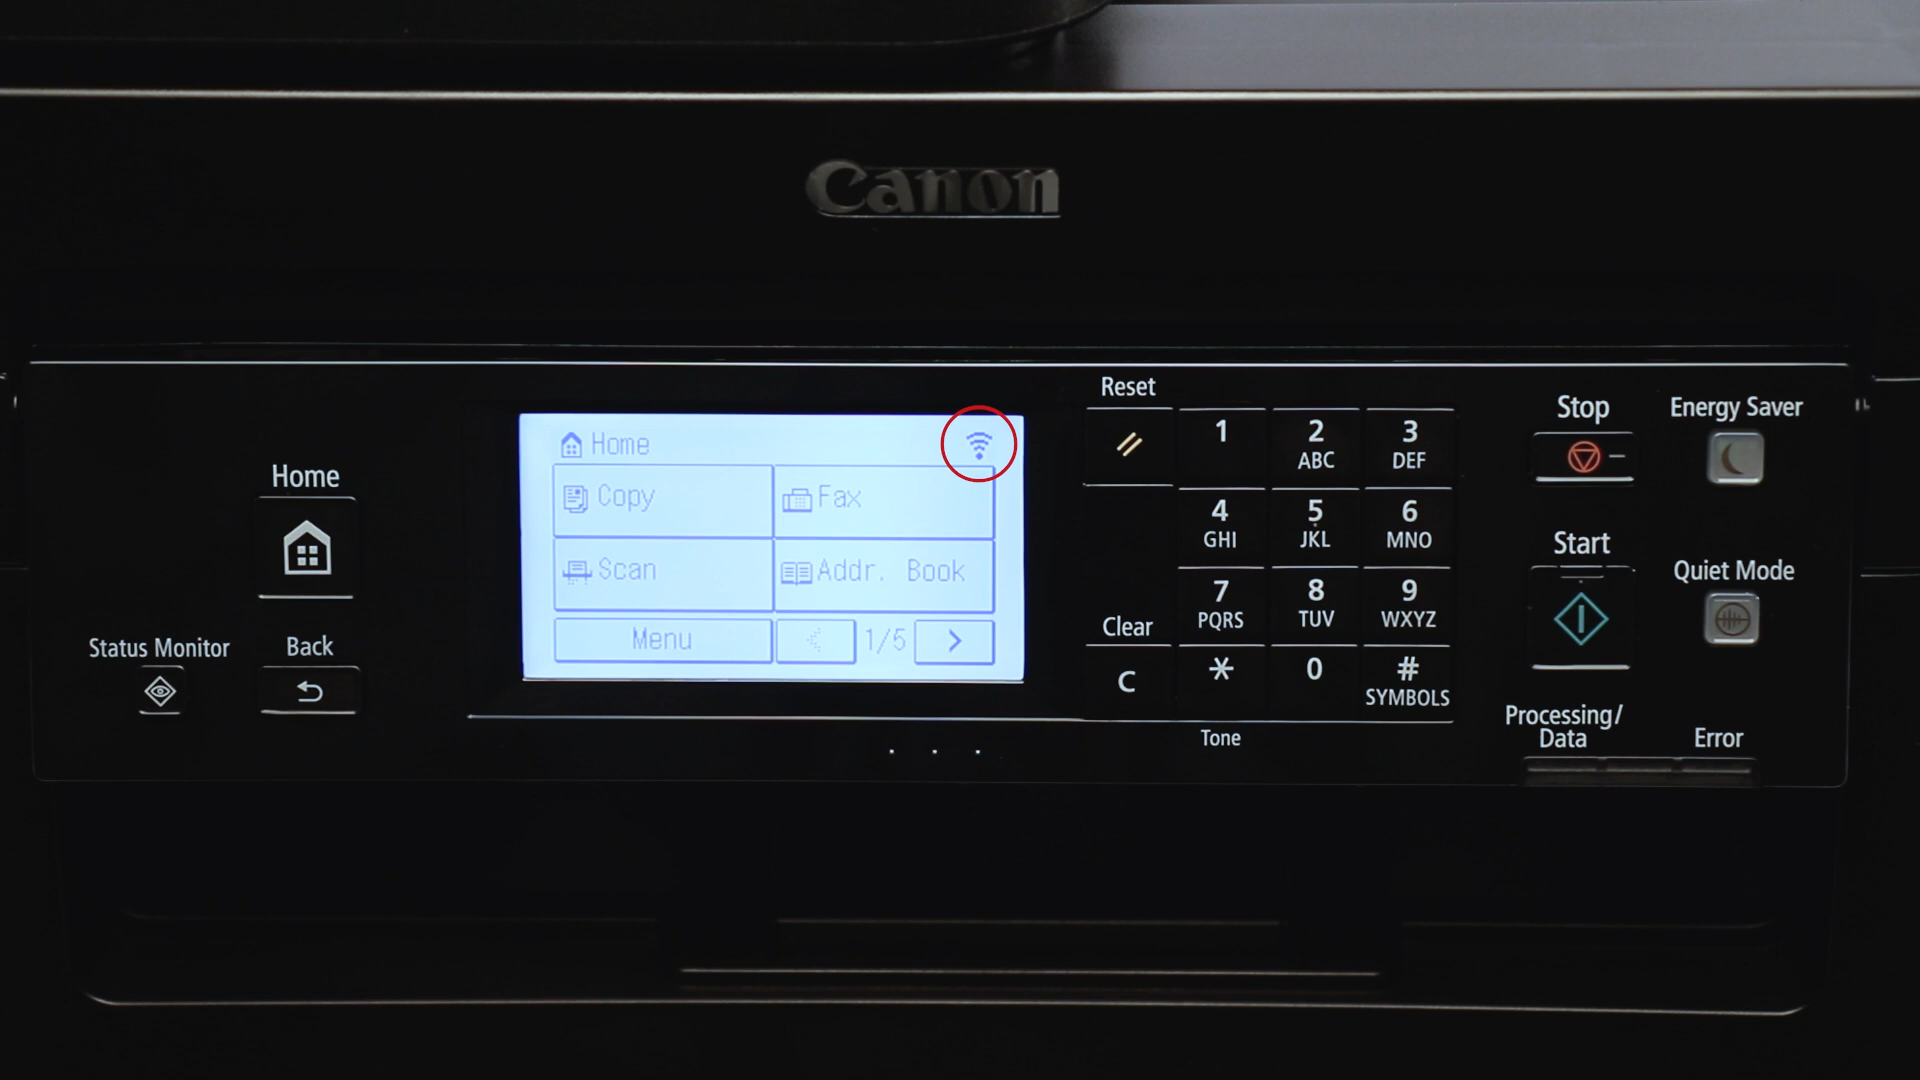 Canon
Home
Status Monitor
Back
Home
Copy
Fax
Scan
Addr. Book
Menu
1/5
Reset
1
2
ABC
3
DEF
4
GHI
5
JKL
6
MNO
7
PQRS
8
TUV
9
WXYZ
Clear
C
*
0
#
SYMBOLS
Tone
Stop
Energy Saver
Start
Quiet Mode
Processing/
Data
Error